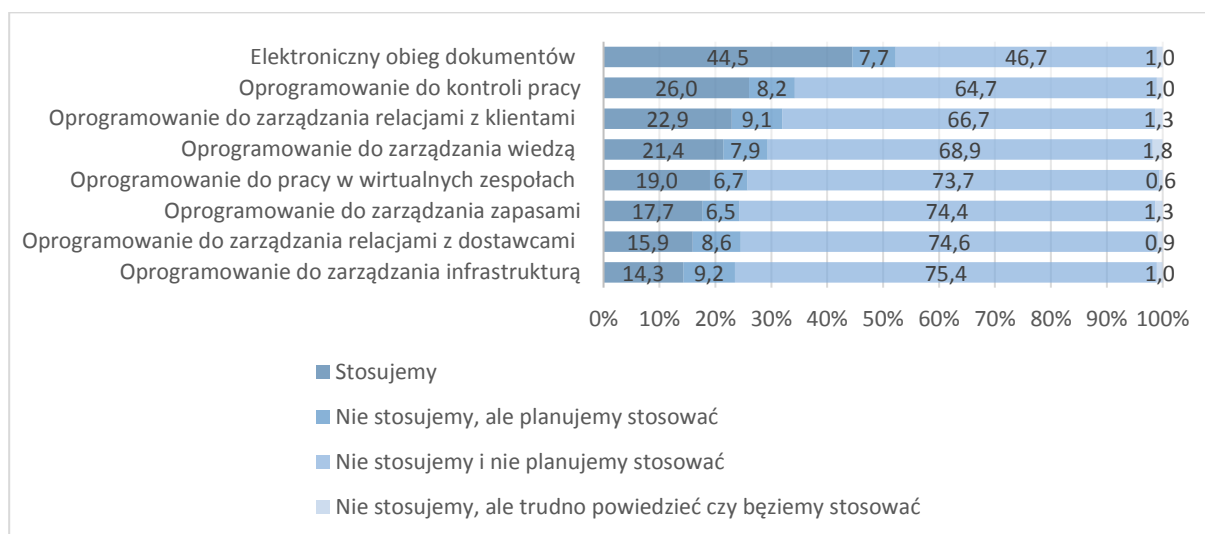 Elektroniczny obieg dokumentów 44,5 7,7 46,7 1,0
Oprogramowanie do kontroli pracy 26,0 8,2 64,7 1,0
Oprogramowanie do zarządzania relacjami z klientami 22,9 9,1 66,7 1,3
Oprogramowanie do zarządzania wiedzą 21,4 7,9 68,9 1,8
Oprogramowanie do pracy w wirtualnych zespołach 19,0 6,7 73,7 0,6
Oprogramowanie do zarządzania zapasami 17,7 6,5 74,4 1,3
Oprogramowanie do zarządzania relacjami z dostawcami 15,9 8,6 74,6 0,9
Oprogramowanie do zarządzania infrastrukturą 14,3 9,2 75,4 1,0
0% 10% 20% 30% 40% 50% 60% 70% 80% 90% 100%
Stosujemy
Nie stosujemy, ale planujemy stosować
Nie stosujemy i nie planujemy stosować
Nie stosujemy, ale trudno powiedzieć czy bęziemy stosować